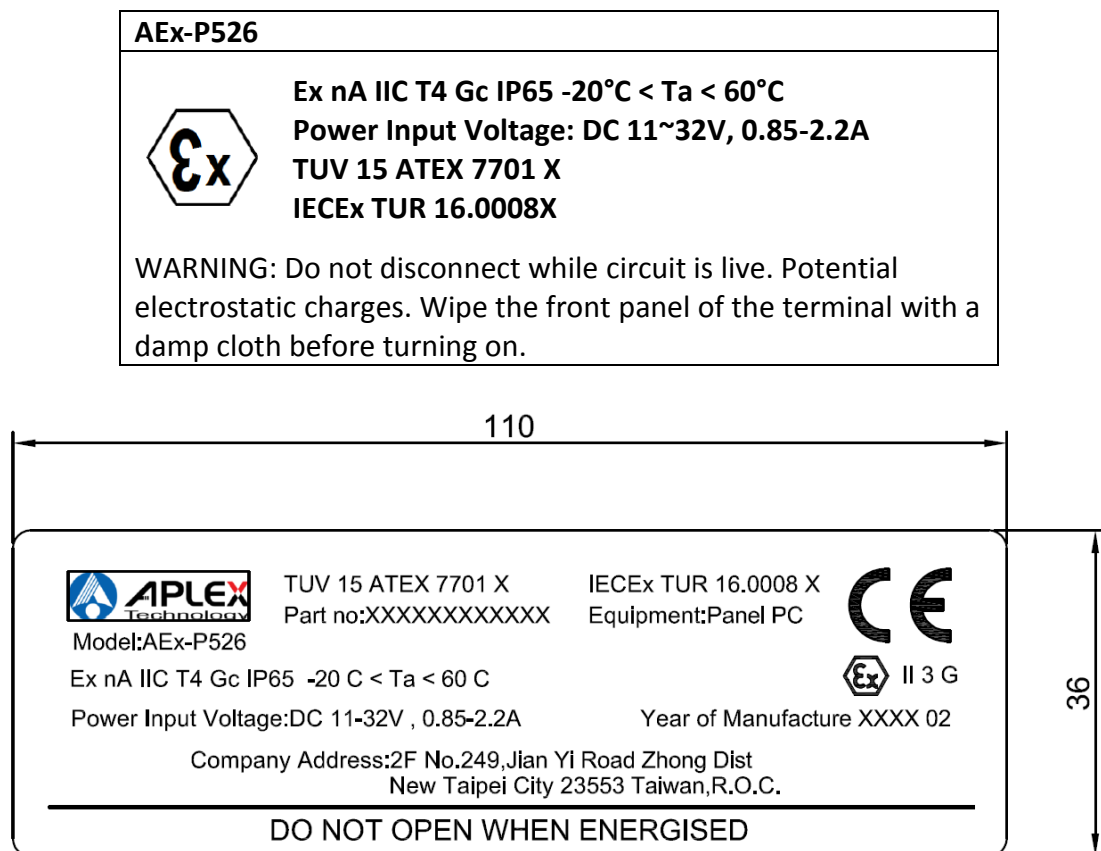 AEx-P526
Ex nA IIC T4 Gc IP65 -20°C < Ta < 60°C
Power Input Voltage: DC 11~32V, 0.85-2.2A
TUV 15 ATEX 7701 X
IECEx TUR 16.0008X
Ex
WARNING: Do not disconnect while circuit is live. Potential
electrostatic charges. Wipe the front panel of the terminal with a
damp cloth before turning on.
110
APLEX
Technology
TUV 15 ATEX 7701 X
IECEx TUR 16.0008 X
CE
Part no:XXXXXXXXXXXX
Equipment:Panel PC
Model:AEx-P526
Ex nA IIC T4 Gc IP65 -20 C < Ta < 60 C
Ex II 3 G
36
Power Input Voltage:DC 11-32V , 0.85-2.2A
Year of Manufacture XXXX 02
Company Address:2F No.249,Jian Yi Road Zhong Dist
New Taipei City 23553 Taiwan,R.O.C.
DO NOT OPEN WHEN ENERGISED